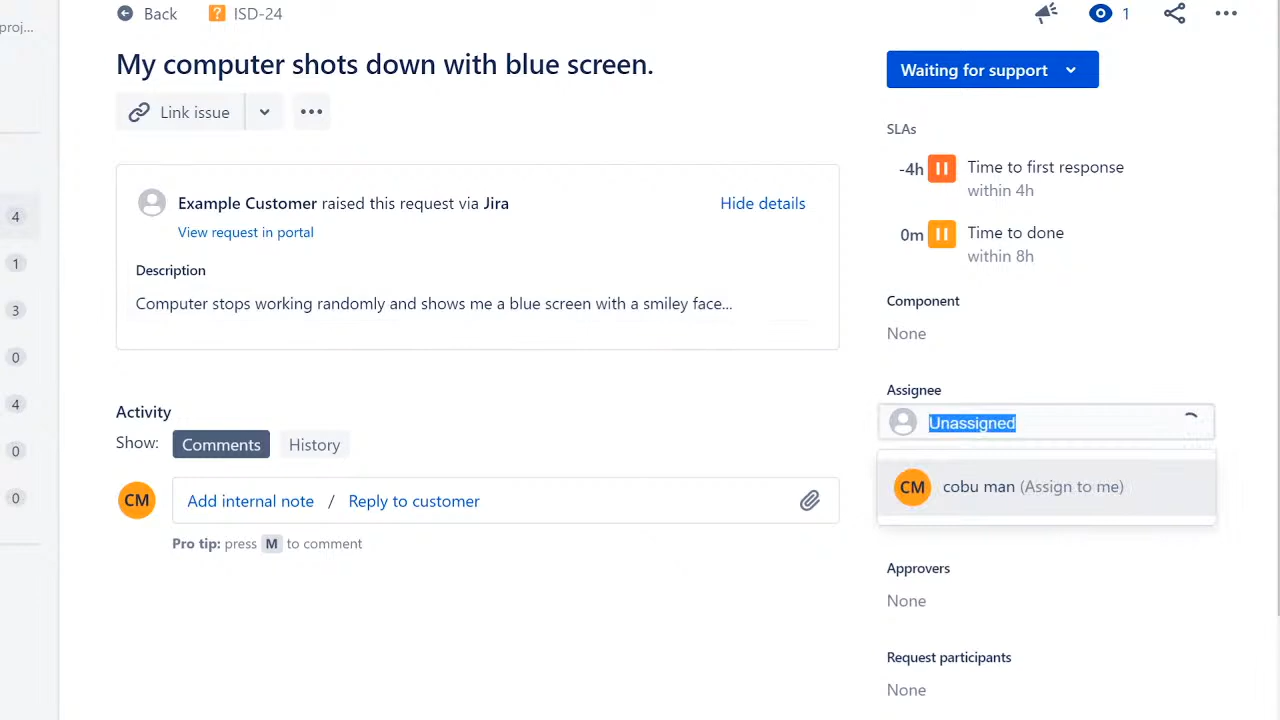 proj...
Back
ISD-24
1
My computer shots down with blue screen.
Link issue
Waiting for support
SLAs
-4h Time to first response
within 4h
0m Time to done
within 8h
Example Customer raised this request via Jira
Hide details
View request in portal
Description
Computer stops working randomly and shows me a blue screen with a smiley face...
4
1
3
0
4
0
0
Component
None
Assignee
Unassigned
CM cobu man (Assign to me)
Activity
Show: Comments History
CM Add internal note / Reply to customer
Pro tip: press M to comment
Approvers
None
Request participants
None